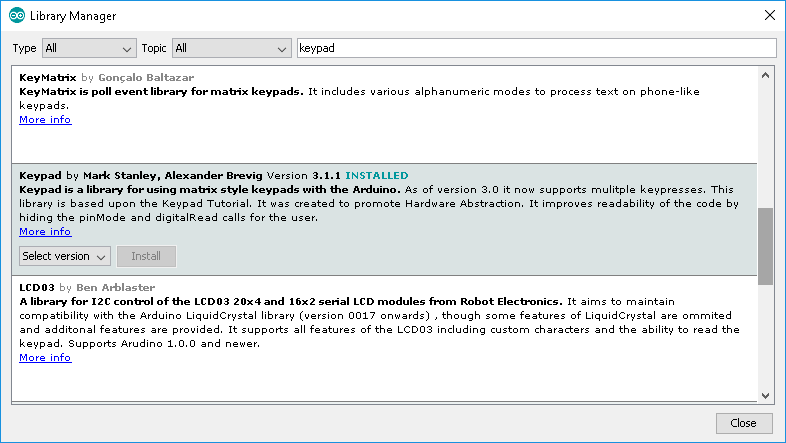 Library Manager
Type All Topic All keypad
KeyMatrix by Gonçalo Baltazar
KeyMatrix is poll event library for matrix keypads. It includes various alphanumeric modes to process text on phone-like
keypads.
More info
Keypad by Mark Stanley, Alexander Brevig Version 3.1.1 INSTALLED
Keypad is a library for using matrix style keypads with the Arduino. As of version 3.0 it now supports mulitple keypresses. This
library is based upon the Keypad Tutorial. It was created to promote Hardware Abstraction. It improves readability of the code by
hiding the pinMode and digitalRead calls for the user.
More info
Select version Install
LCD03 by Ben Arblaster
A library for I2C control of the LCD03 20x4 and 16x2 serial LCD modules from Robot Electronics. It aims to maintain
compatibility with the Arduino LiquidCrystal library (version 0017 onwards) , though some features of LiquidCrystal are ommited
and additonal features are provided. It supports all features of the LCD03 including custom characters and the ability to read the
keypad. Supports Arudino 1.0.0 and newer.
More info
Close